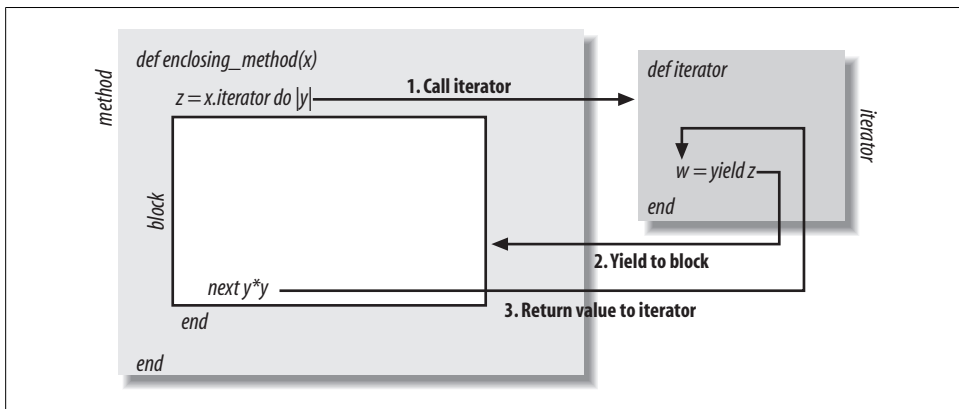 method
def enclosing_method(x)
z = x.iterator do |y|
1. Call iterator
def iterator
iterator
w = yield z
end
block
2. Yield to block
next y*y
3. Return value to iterator
end
end